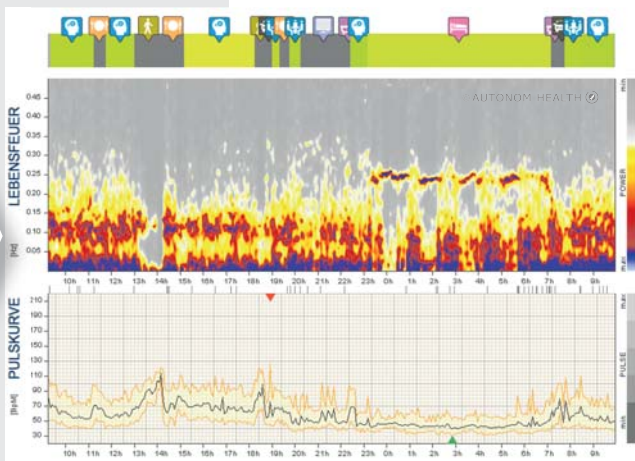 AUTONOM HEALTH
LEBENSFEUER
[Hz]
0.45
0.40
0.35
0.30
0.25
0.20
0.15
0.10
0.05
min
POWER
max
10h 11h 12h 13h 14h 15h 16h 17h 18h 19h 20h 21h 22h 23h 0h 1h 2h 3h 4h 5h 6h 7h 8h 9h
PULSKURVE
[BpM]
210
190
170
150
130
110
90
70
50
30
max
PULSE
min
10h 11h 12h 13h 14h 15h 16h 17h 18h 19h 20h 21h 22h 23h 0h 1h 2h 3h 4h 5h 6h 7h 8h 9h